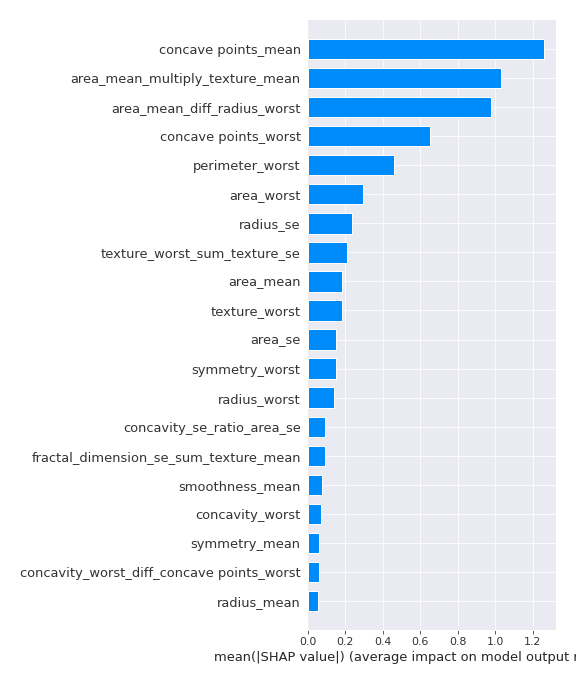 concave points_mean
area_mean_multiply_texture_mean
area_mean_diff_radius_worst
concave points_worst
perimeter_worst
area_worst
radius_se
texture_worst_sum_texture_se
area_mean
texture_worst
area_se
symmetry_worst
radius_worst
concavity_se_ratio_area_se
fractal_dimension_se_sum_texture_mean
smoothness_mean
concavity_worst
symmetry_mean
concavity_worst_diff_concave points_worst
radius_mean
0.0 0.2 0.4 0.6 0.8 1.0 1.2
mean(|SHAP value|) (average impact on model output